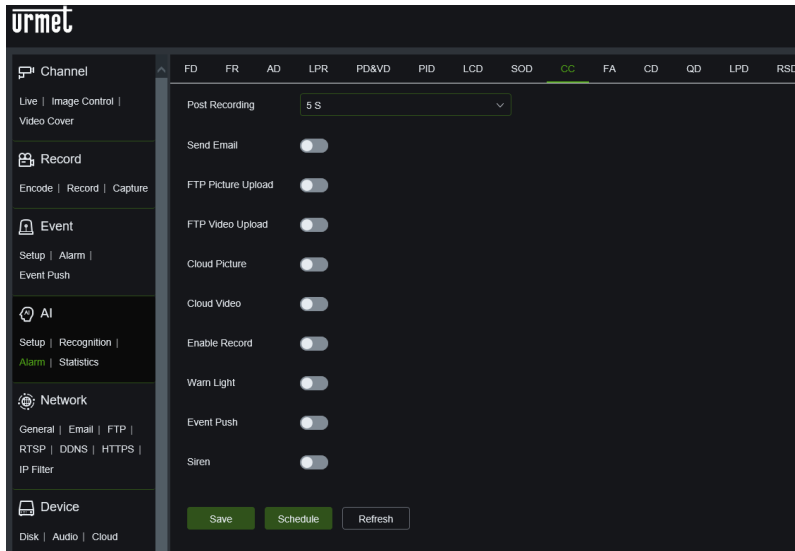 urmet
Channel
Live | Image Control |
Video Cover
Record
Encode | Record | Capture
Event
Setup | Alarm |
Event Push
AI
Setup | Recognition |
Alarm | Statistics
Network
General | Email | FTP |
RTSP | DDNS | HTTPS |
IP Filter
Device
Disk | Audio | Cloud
FD FR AD LPR PD&VD PID LCD SOD CC FA CD QD LPD RSD
Post Recording 5 S
Send Email
FTP Picture Upload
FTP Video Upload
Cloud Picture
Cloud Video
Enable Record
Warn Light
Event Push
Siren
Save Schedule Refresh